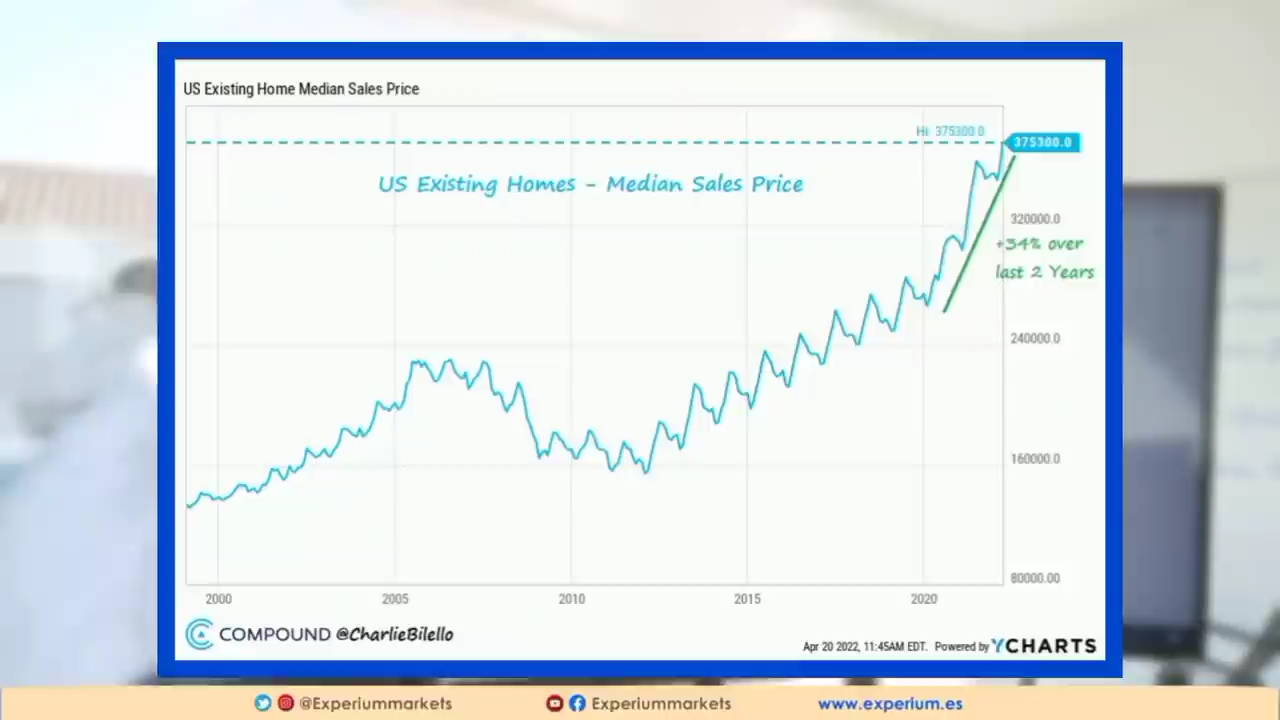 US Existing Home Median Sales Price
Hi: 375300.0
375300.0
US Existing Homes - Median Sales Price
320000.0
+34% over
last 2 Years
240000.0
160000.0
80000.00
2000 2005 2010 2015 2020
COMPOUND @CharlieBilello
Apr 20 2022, 11:45AM EDT. Powered by YCHARTS
@Experiummarkets Experiummarkets www.experium.es